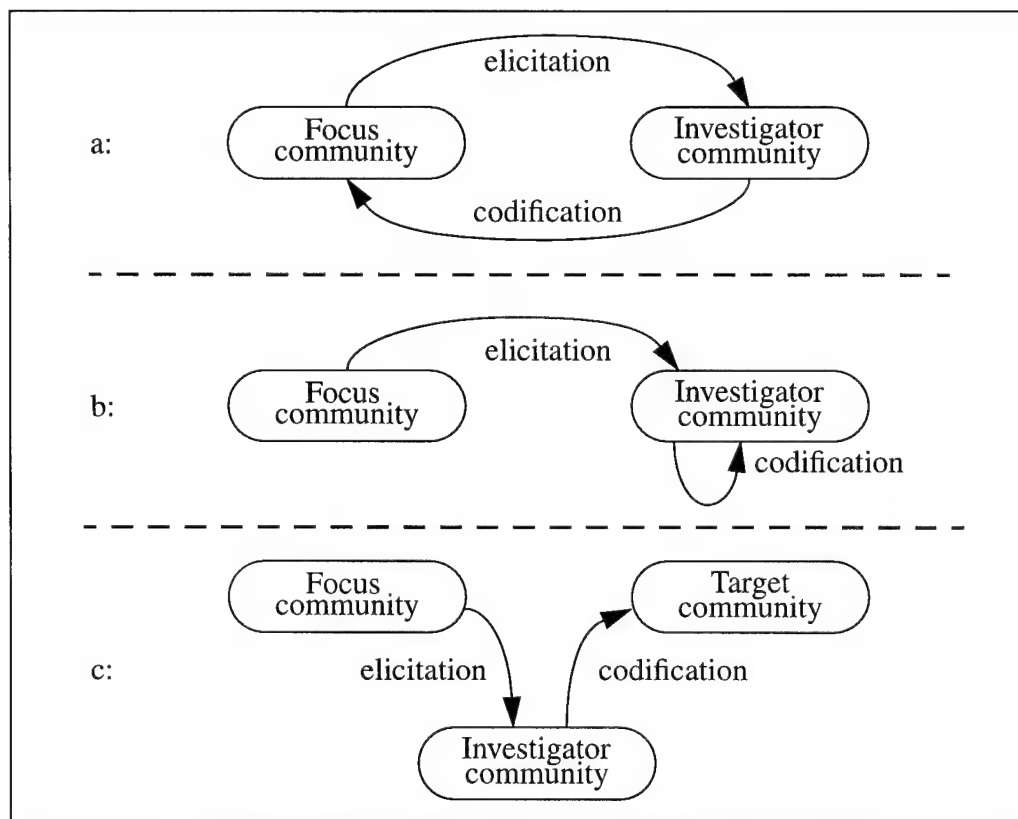 elicitation
a:
Focus
community
Investigator
community
codification
elicitation
b:
Focus
community
Investigator
community
codification
Focus
community
Target
community
c:
elicitation
codification
Investigator
community